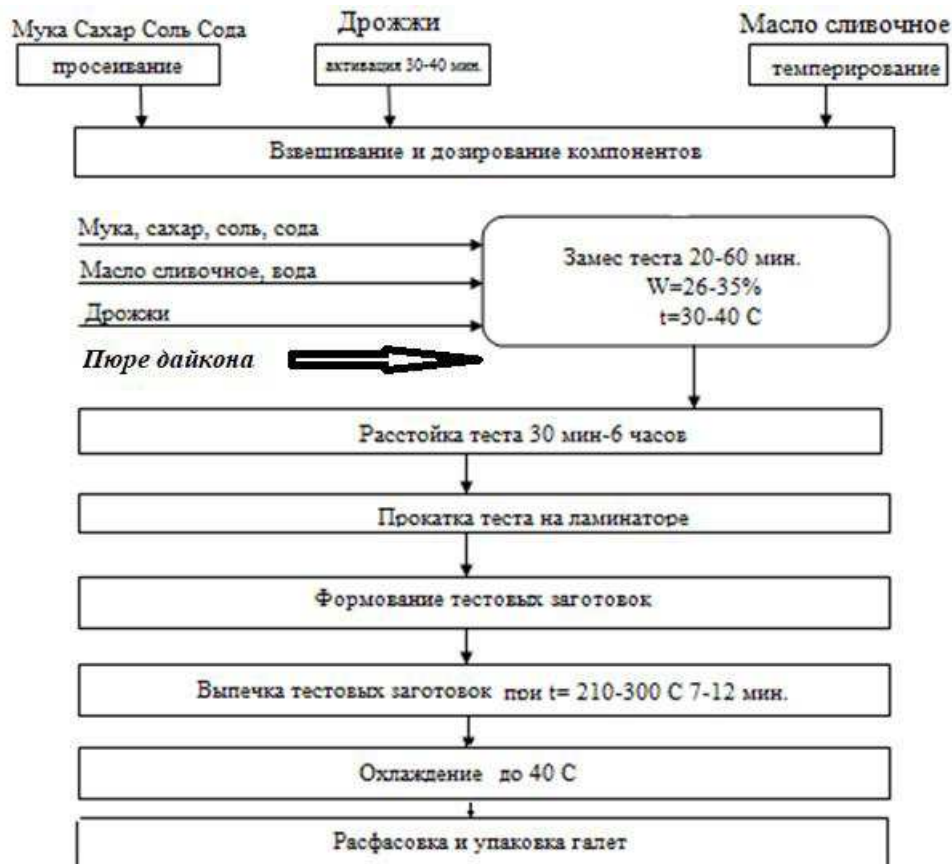 Мука Сахар Соль Сода
Дрожжи
Масло сливочное
просеивание
активация 30-40 мин.
темперирование
Взвешивание и дозирование компонентов
Мука, сахар, соль, сода
Масло сливочное, вода
Дрожжи
Пюре дайкона
Замес теста 20-60 мин.
W=26-35%
t=30-40 С
Расстойка теста 30 мин-6 часов
Прокатка теста на ламинаторе
Формование тестовых заготовок
Выпечка тестовых заготовок при t= 210-300 С 7-12 мин.
Охлаждение до 40 С
Расфасовка и упаковка галет